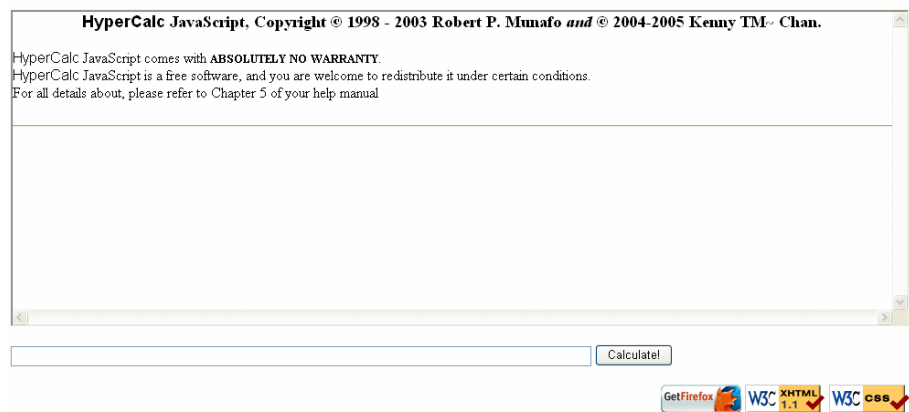 HyperCalc JavaScript, Copyright © 1998 - 2003 Robert P. Munafo and © 2004-2005 Kenny TM~ Chan.
HyperCalc JavaScript comes with ABSOLUTELY NO WARRANTY.
HyperCalc JavaScript is a free software, and you are welcome to redistribute it under certain conditions.
For all details about, please refer to Chapter 5 of your help manual
Calculate!
GetFirefox W3C XHTML 1.1 W3C css